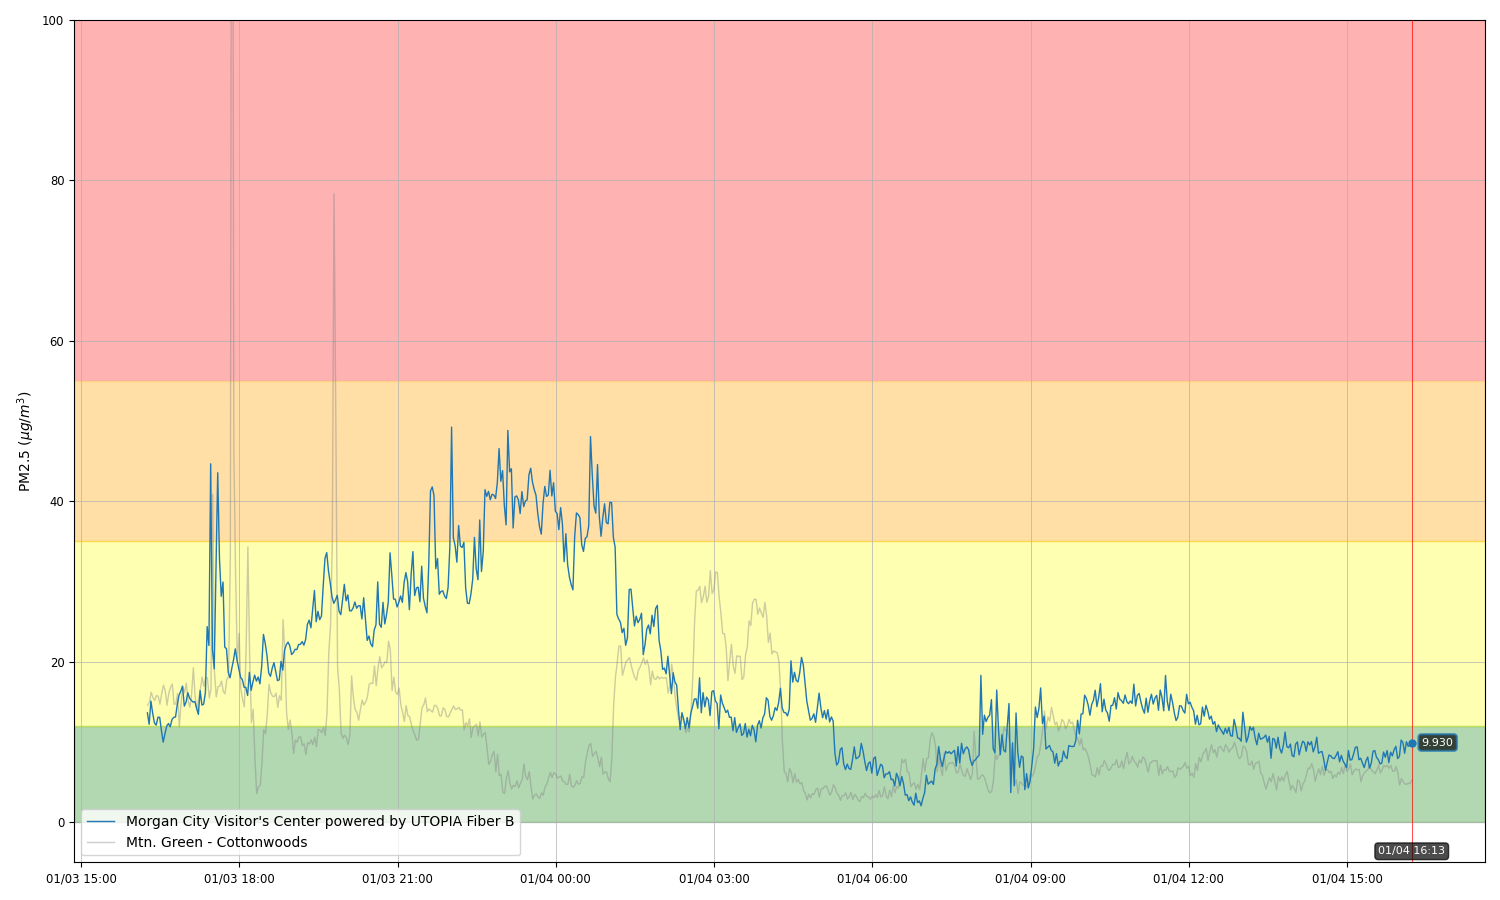 100
80
60
40
20
0
PM2.5 (μg/m³)
9.930
Morgan City Visitor's Center powered by UTOPIA Fiber B
Mtn. Green - Cottonwoods
01/04 16:13
01/03 15:00 01/03 18:00 01/03 21:00 01/04 00:00 01/04 03:00 01/04 06:00 01/04 09:00 01/04 12:00 01/04 15:00